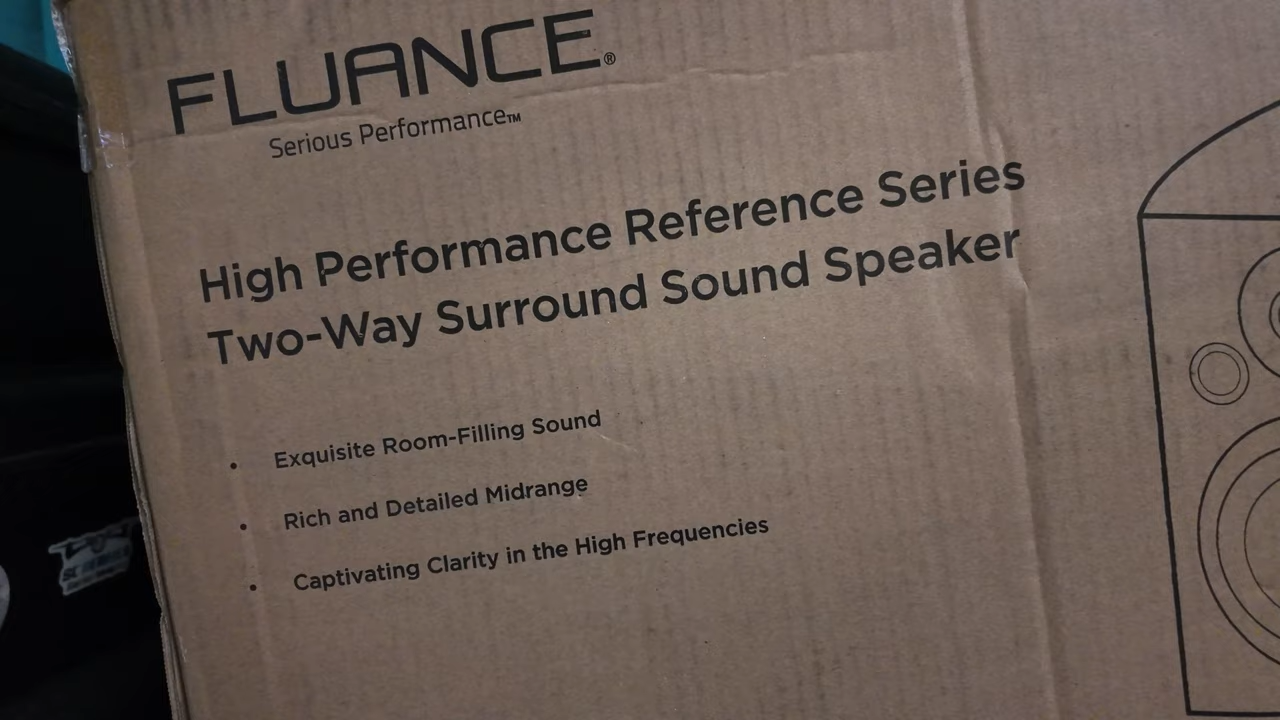 FLUANCE®
Serious Performance™
High Performance Reference Series
Two-Way Surround Sound Speaker
• Exquisite Room-Filling Sound
• Rich and Detailed Midrange
• Captivating Clarity in the High Frequencies